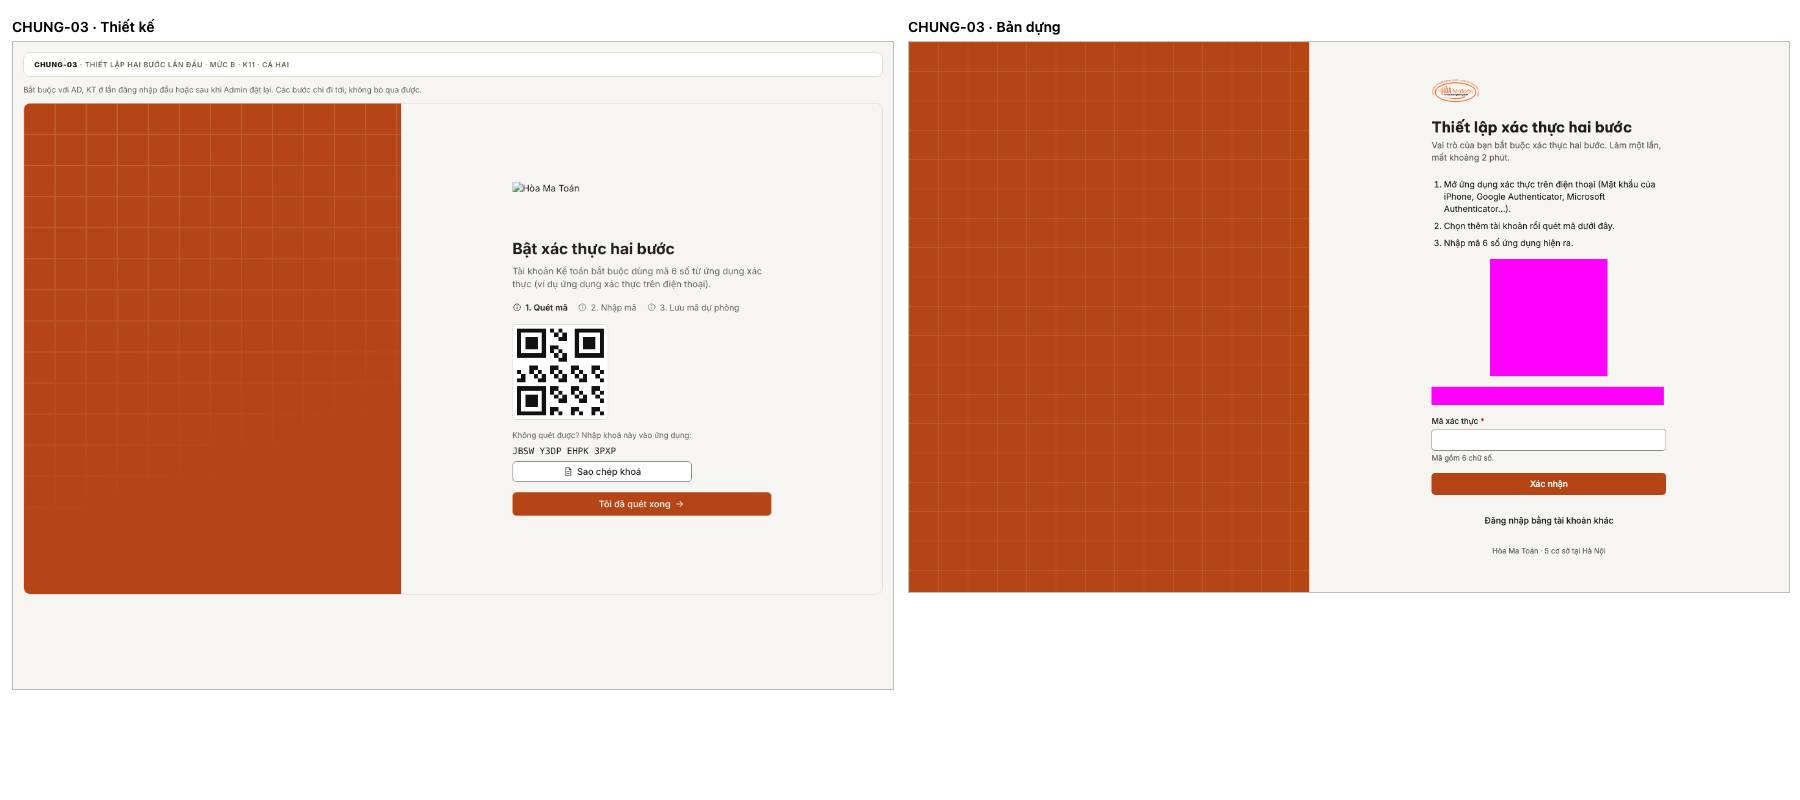 CHUNG-03 · Thiết kế
CHUNG-03 · THIẾT LẬP HAI BƯỚC LẦN ĐẦU · MỨC B · K11 · CẢ HAI
Bắt buộc với AD, KT ở lần đăng nhập đầu hoặc sau khi Admin đặt lại. Các bước chỉ đi tới; không bỏ qua được.
Hòa Ma Toán
Bật xác thực hai bước
Tài khoản Kế toán bắt buộc dùng mã 6 số từ ứng dụng xác
thực (ví dụ ứng dụng xác thực trên điện thoại).
1. Quét mã 2. Nhập mã 3. Lưu mã dự phòng
Không quét được? Nhập khoá này vào ứng dụng:
JBSW Y3DP EHPK 3PXP
Sao chép khoá
Tôi đã quét xong →
CHUNG-03 · Bản dựng
Thiết lập xác thực hai bước
Vai trò của bạn bắt buộc xác thực hai bước. Làm một lần,
mất khoảng 2 phút.
1. Mở ứng dụng xác thực trên điện thoại (Mật khẩu của
iPhone, Google Authenticator, Microsoft
Authenticator...).
2. Chọn thêm tài khoản rồi quét mã dưới đây.
3. Nhập mã 6 số ứng dụng hiện ra.
Mã xác thực *
Mã gồm 6 chữ số.
Xác nhận
Đăng nhập bằng tài khoản khác
Hòa Ma Toán · 5 cơ sở tại Hà Nội